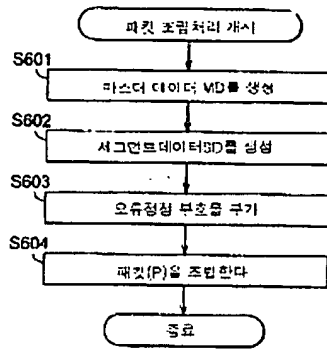 패킷 조립처리 개시
S601
마스터 데이터 MD를 생성
S602
세그먼트데이터SD를 생성
S603
오류정정 부호를 부가
S604
패킷(P)을 조립한다
종료